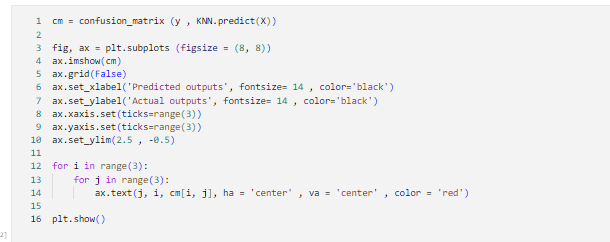 1 cm = confusion_matrix (y , KNN.predict(X))
2
3 fig, ax = plt.subplots (figsize = (8, 8))
4 ax.imshow(cm)
5 ax.grid(False)
6 ax.set_xlabel('Predicted outputs', fontsize= 14 , color='black')
7 ax.set_ylabel('Actual outputs', fontsize= 14 , color='black')
8 ax.xaxis.set(ticks=range(3))
9 ax.yaxis.set(ticks=range(3))
10 ax.set_ylim(2.5 , -0.5)
11
12 for i in range(3):
13     for j in range(3):
14         ax.text(j, i, cm[i, j], ha = 'center' , va = 'center' , color = 'red')
15
16 plt.show()
2]